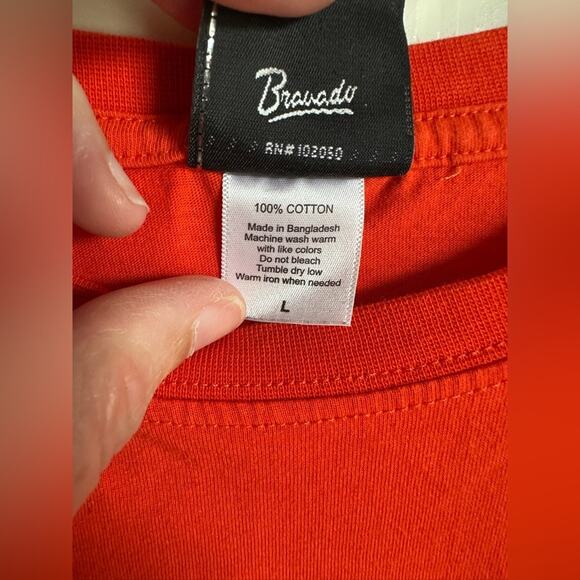 Bravado
RN#102050
100% COTTON
Made in Bangladesh
Machine wash warm
with like colors
Do not bleach
Tumble dry low
Warm iron when needed
L